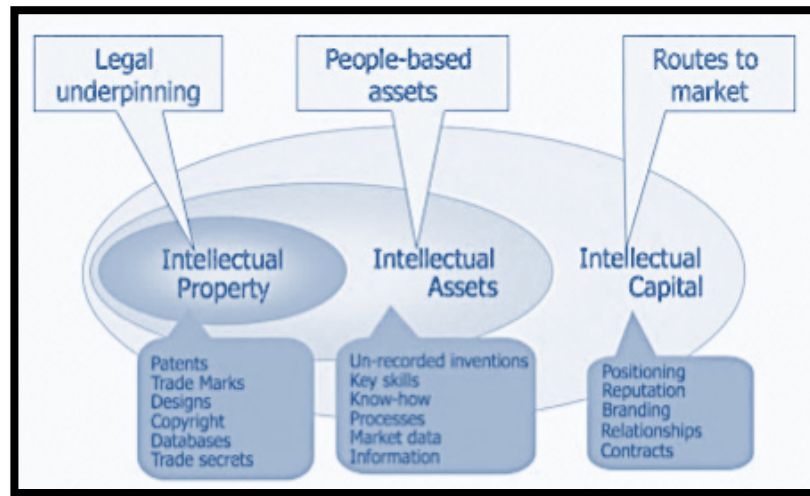 Legal
underpinning
People-based
assets
Routes to
market
Intellectual
Property
Intellectual
Assets
Intellectual
Capital
Patents
Trade Marks
Designs
Copyright
Databases
Trade secrets
Un-recorded inventions
Key skills
Know-how
Processes
Market data
Information
Positioning
Reputation
Branding
Relationships
Contracts